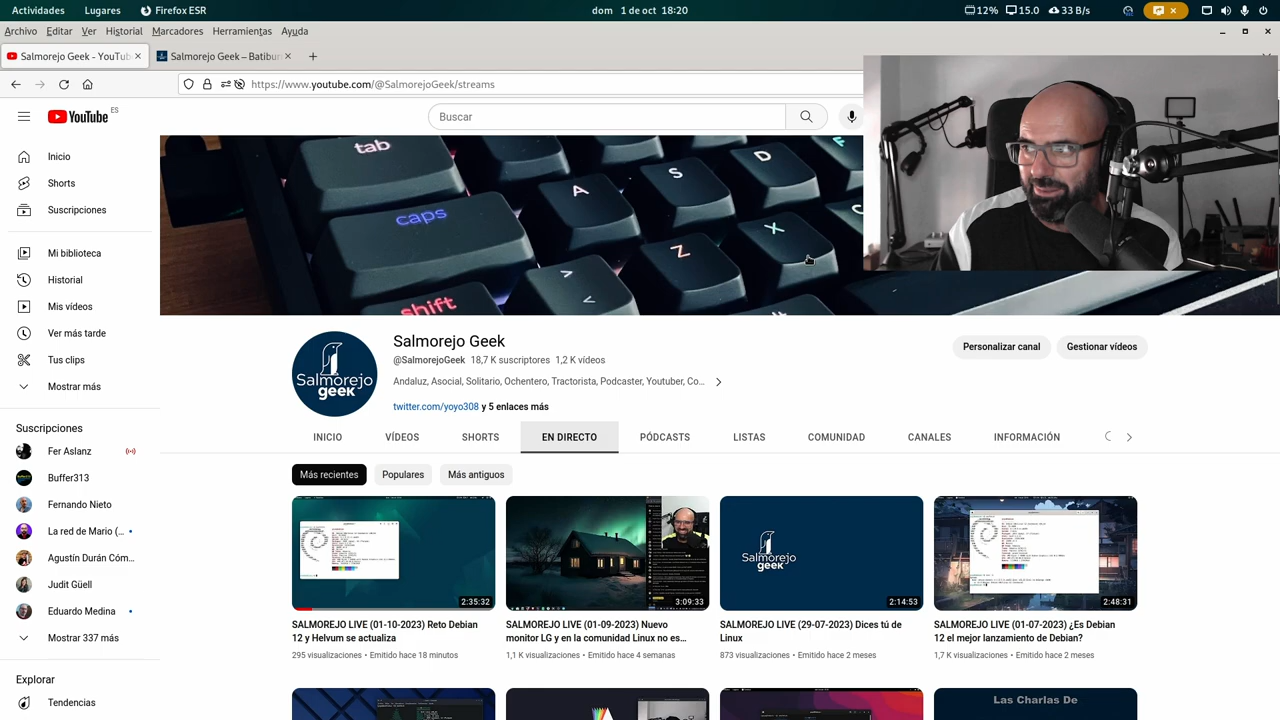 Actividades Lugares Firefox ESR dom 1 de oct 18:20 12% 15.0 33 B/s
Archivo Editar Ver Historial Marcadores Herramientas Ayuda
Salmorejo Geek - YouTub Salmorejo Geek – Batibur
https://www.youtube.com/@SalmorejoGeek/streams
YouTube ES
Buscar
tab
caps
shift
A
S
D
F
Z
X
C
>
<
Inicio
Shorts
Suscripciones
Mi biblioteca
Historial
Mis vídeos
Ver más tarde
Tus clips
Mostrar más
Suscripciones
Fer Aslanz
Buffer313
Fernando Nieto
La red de Mario (...
Agustín Durán Cóm...
Judit Güell
Eduardo Medina
Mostrar 337 más
Explorar
Tendencias
Salmorejo geek
Salmorejo Geek
@SalmorejoGeek 18,7 K suscriptores 1,2 K vídeos
Andaluz, Asocial, Solitario, Ochentero, Tractorista, Podcaster, Youtuber, Co...
twitter.com/yoyo308 y 5 enlaces más
Personalizar canal Gestionar vídeos
INICIO VÍDEOS SHORTS EN DIRECTO PÓDCASTS LISTAS COMUNIDAD CANALES INFORMACIÓN
Más recientes Populares Más antiguos
2:35:32
SALMOREJO LIVE (01-10-2023) Reto Debian
12 y Helvum se actualiza
295 visualizaciones • Emitido hace 18 minutos
3:09:33
SALMOREJO LIVE (01-09-2023) Nuevo
monitor LG y en la comunidad Linux no es...
1,1 K visualizaciones • Emitido hace 4 semanas
Salmorejo
geek
2:14:53
SALMOREJO LIVE (29-07-2023) Dices tú de
Linux
873 visualizaciones • Emitido hace 2 meses
2:48:31
SALMOREJO LIVE (01-07-2023) ¿Es Debian
12 el mejor lanzamiento de Debian?
1,7 K visualizaciones • Emitido hace 2 meses
Las Charlas De